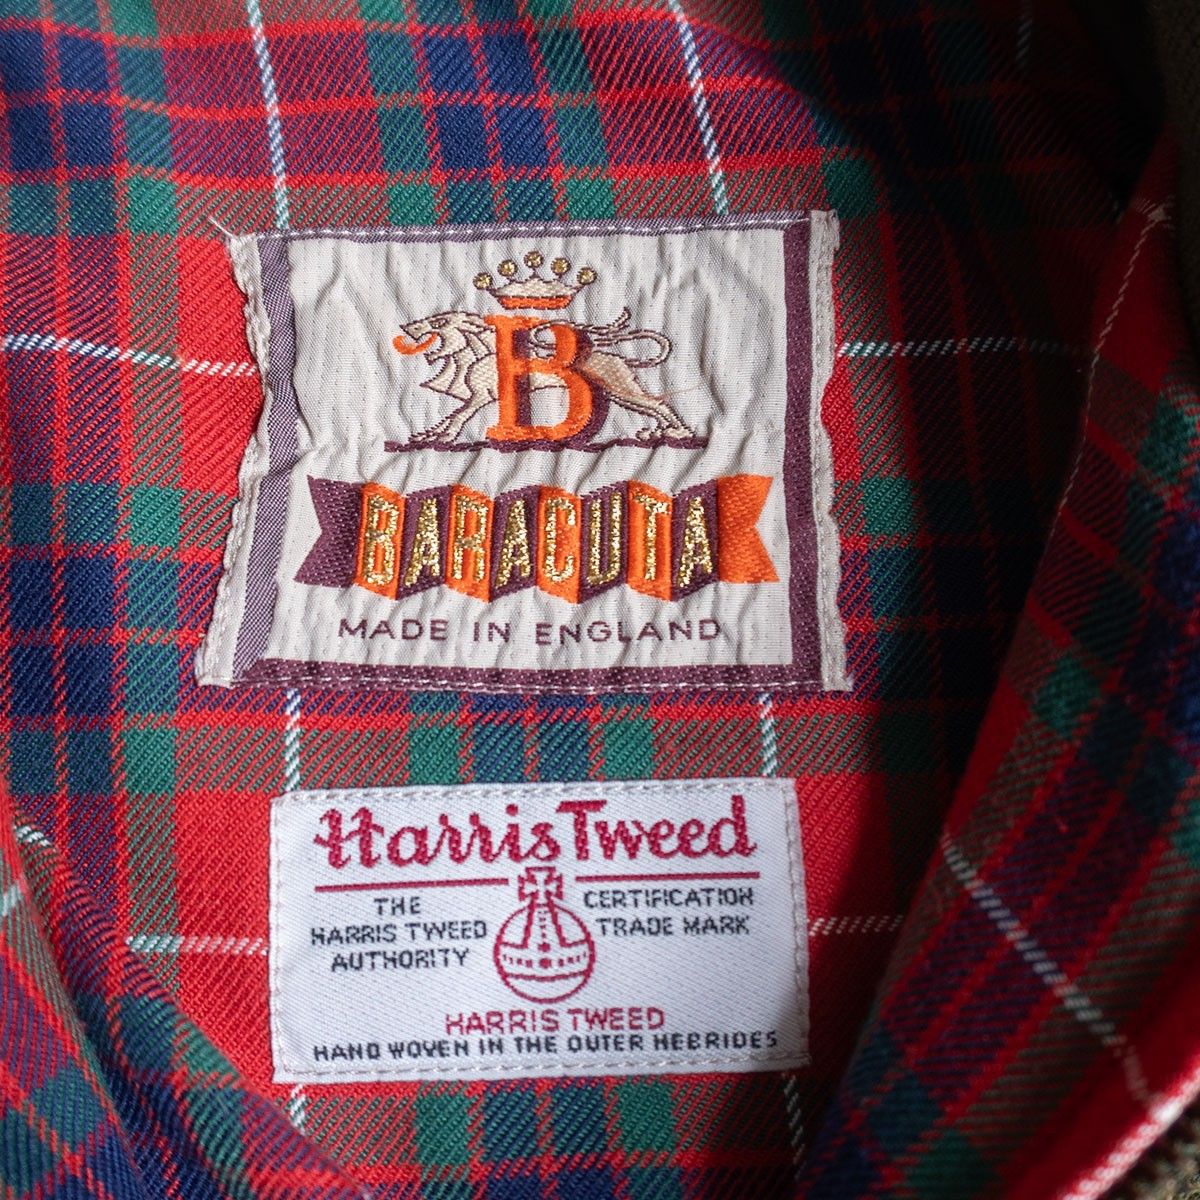 B
BARACUTA
MADE IN ENGLAND
Harris Tweed
THE
HARRIS TWEED
AUTHORITY
CERTIFICATION
TRADE MARK
HARRIS TWEED
HAND WOVEN IN THE OUTER HEBRIDES